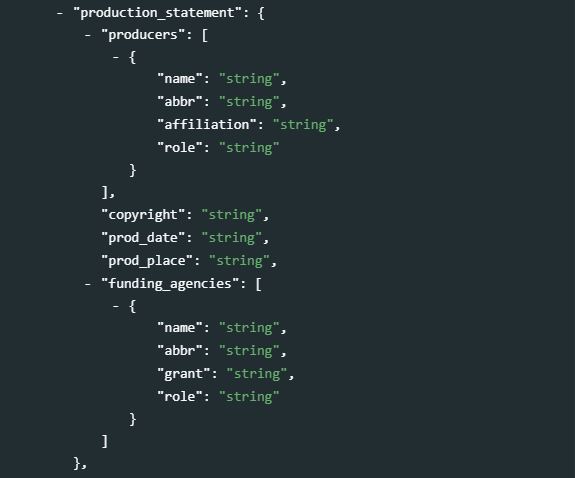 - "production_statement": {
- "producers": [
- {
"name": "string",
"abbr": "string",
"affiliation": "string",
"role": "string"
}
],
"copyright": "string",
"prod_date": "string",
"prod_place": "string",
- "funding_agencies": [
- {
"name": "string",
"abbr": "string",
"grant": "string",
"role": "string"
}
]
},